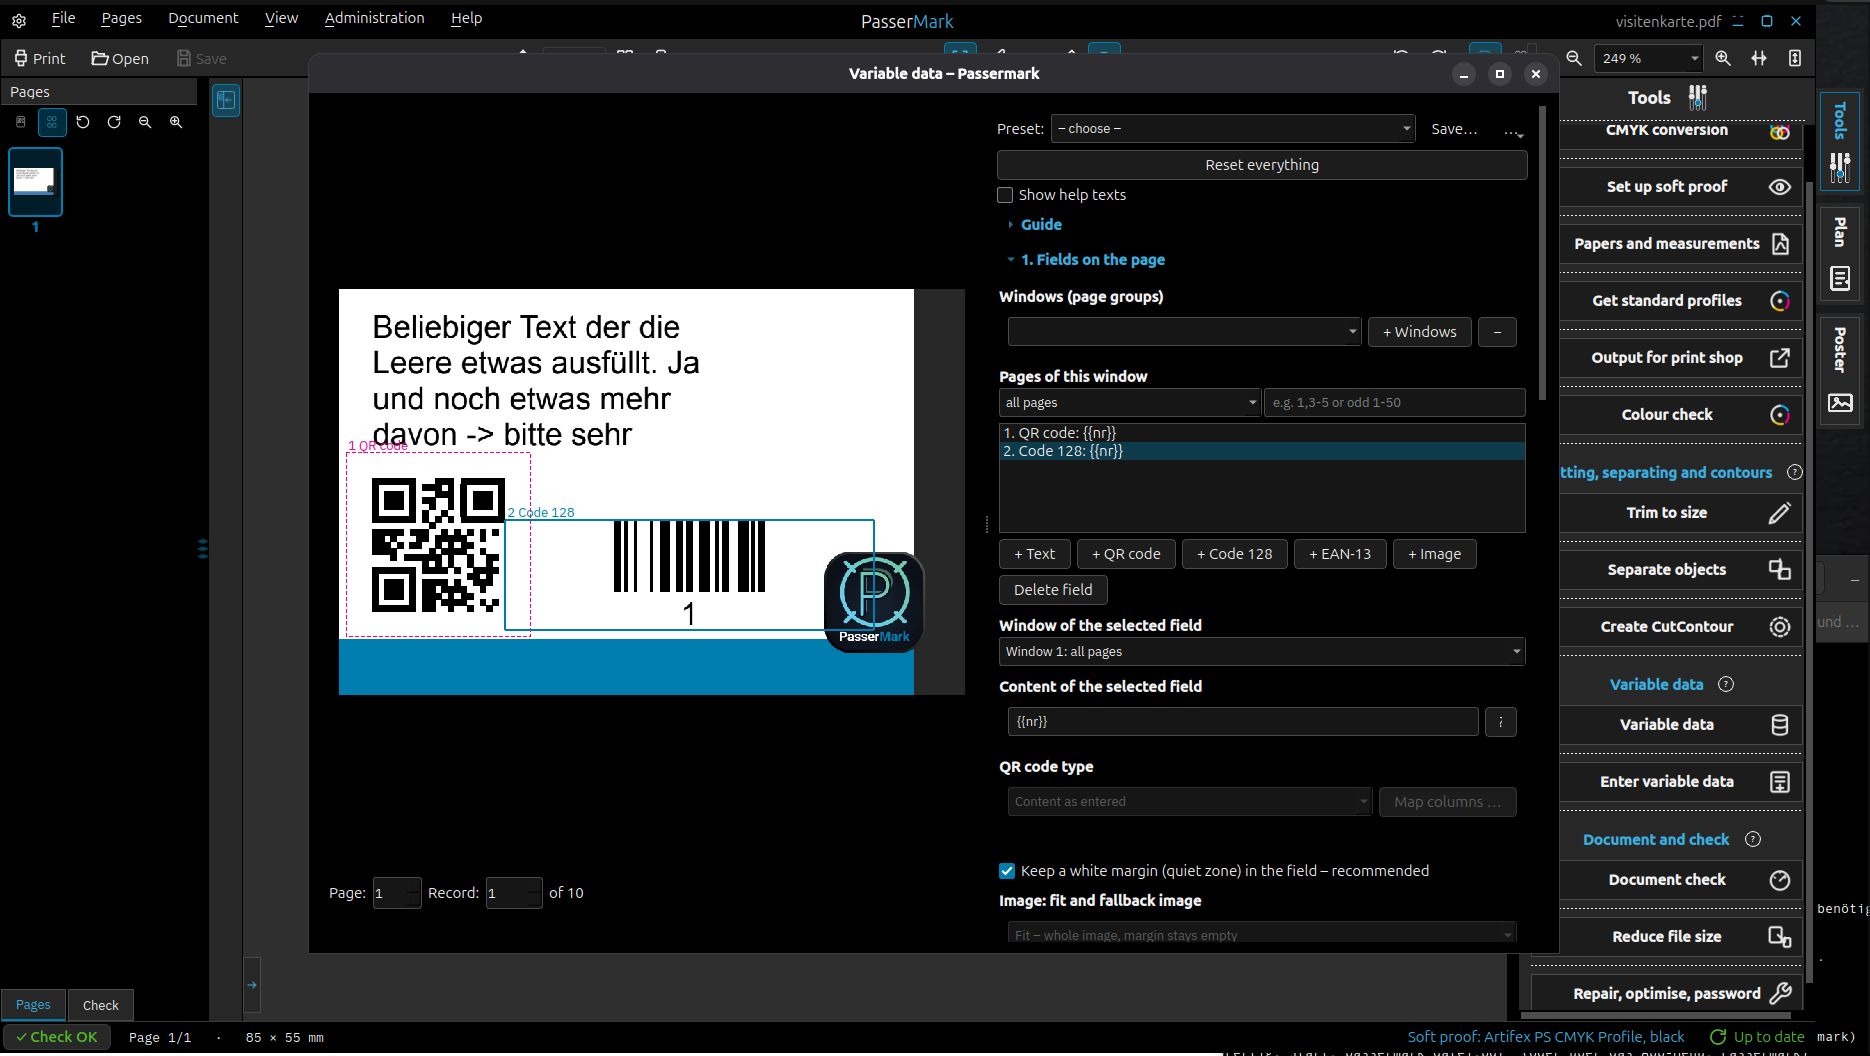 File Pages Document View Administration Help
PasserMark
visitenkarte.pdf
Print Open Save
249 %
Pages
1
Variable data – Passermark
Preset: – choose – Save... ...
Reset everything
Show help texts
Guide
1. Fields on the page
Windows (page groups)
+ Windows –
Pages of this window
all pages e.g. 1,3-5 or odd 1-50
1. QR code: {{nr}}
2. Code 128: {{nr}}
+ Text + QR code + Code 128 + EAN-13 + Image
Delete field
Window of the selected field
Window 1: all pages
Content of the selected field
{{nr}} ?
QR code type
Content as entered Map columns ...
Keep a white margin (quiet zone) in the field – recommended
Image: fit and fallback image
Fit – whole image, margin stays empty
Beliebiger Text der die
Leere etwas ausfüllt. Ja
und noch etwas mehr
davon -> bitte sehr
1 QR code
2 Code 128
1
PasserMark
Page: 1 Record: 1 of 10
Tools
CMYK conversion
Set up soft proof
Papers and measurements
Get standard profiles
Output for print shop
Colour check
tting, separating and contours ?
Trim to size
Separate objects
Create CutContour
Variable data ?
Variable data
Enter variable data
Document and check ?
Document check
Reduce file size
Repair, optimise, password
Tools
Plan
Poster
und ...
benötig
Pages Check
Check OK Page 1/1 · 85 × 55 mm
Soft proof: Artifex PS CMYK Profile, black Up to date mark)